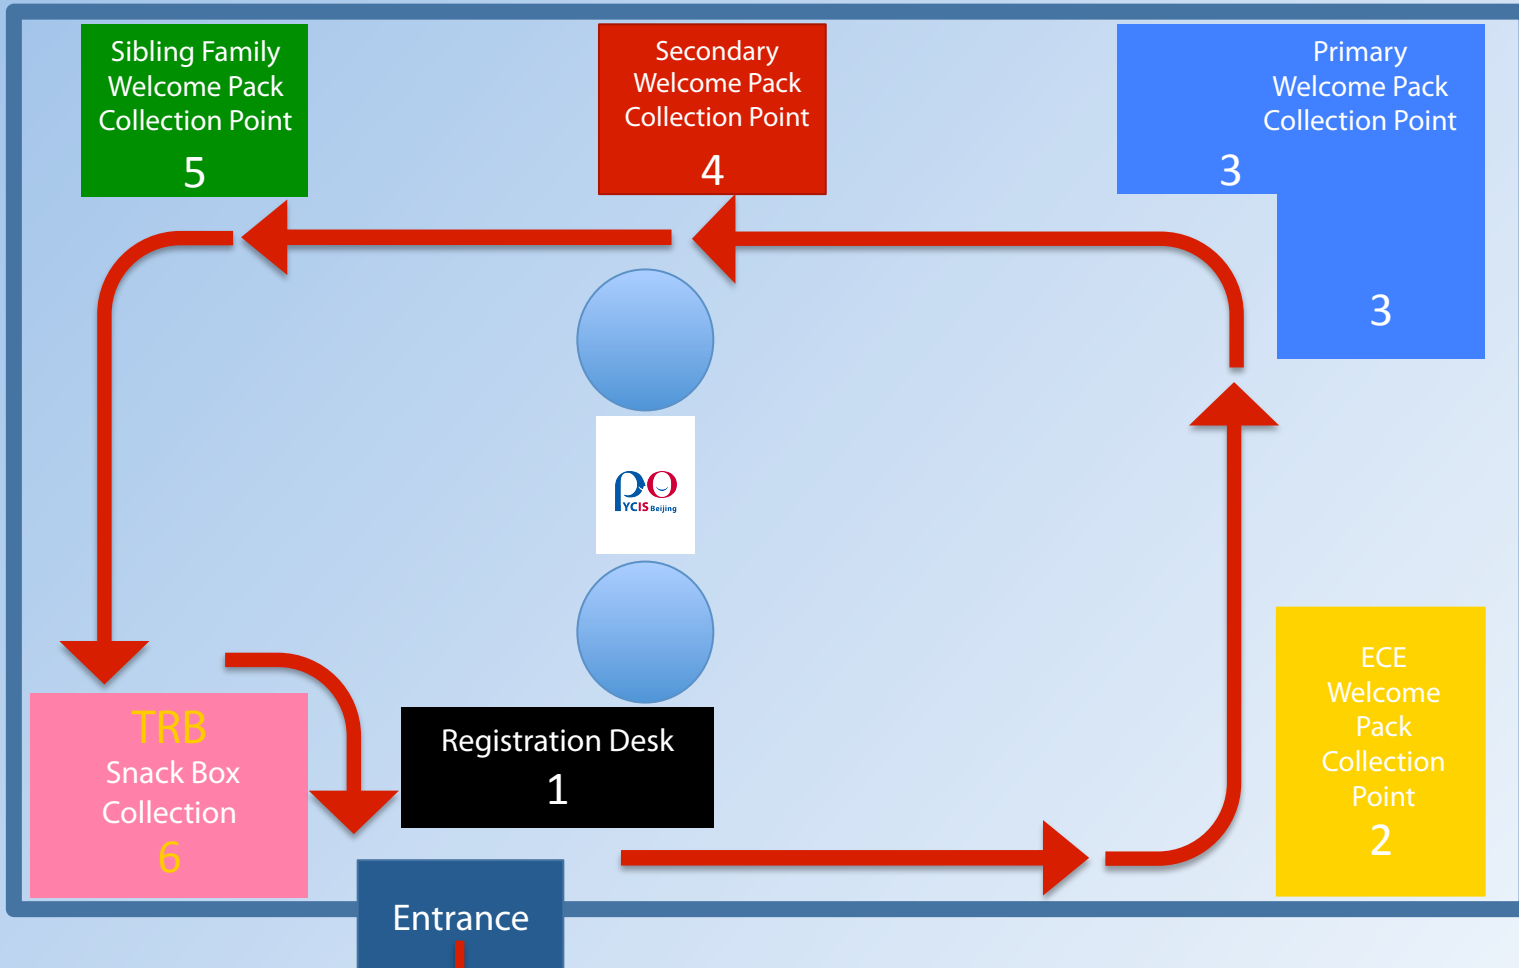 Sibling Family
Welcome Pack
Collection Point
5
Secondary
Welcome Pack
Collection Point
4
Primary
Welcome Pack
Collection Point
3
3
YCIS Beijing
TRB
Snack Box
Collection
6
Registration Desk
1
ECE
Welcome
Pack
Collection
Point
2
Entrance